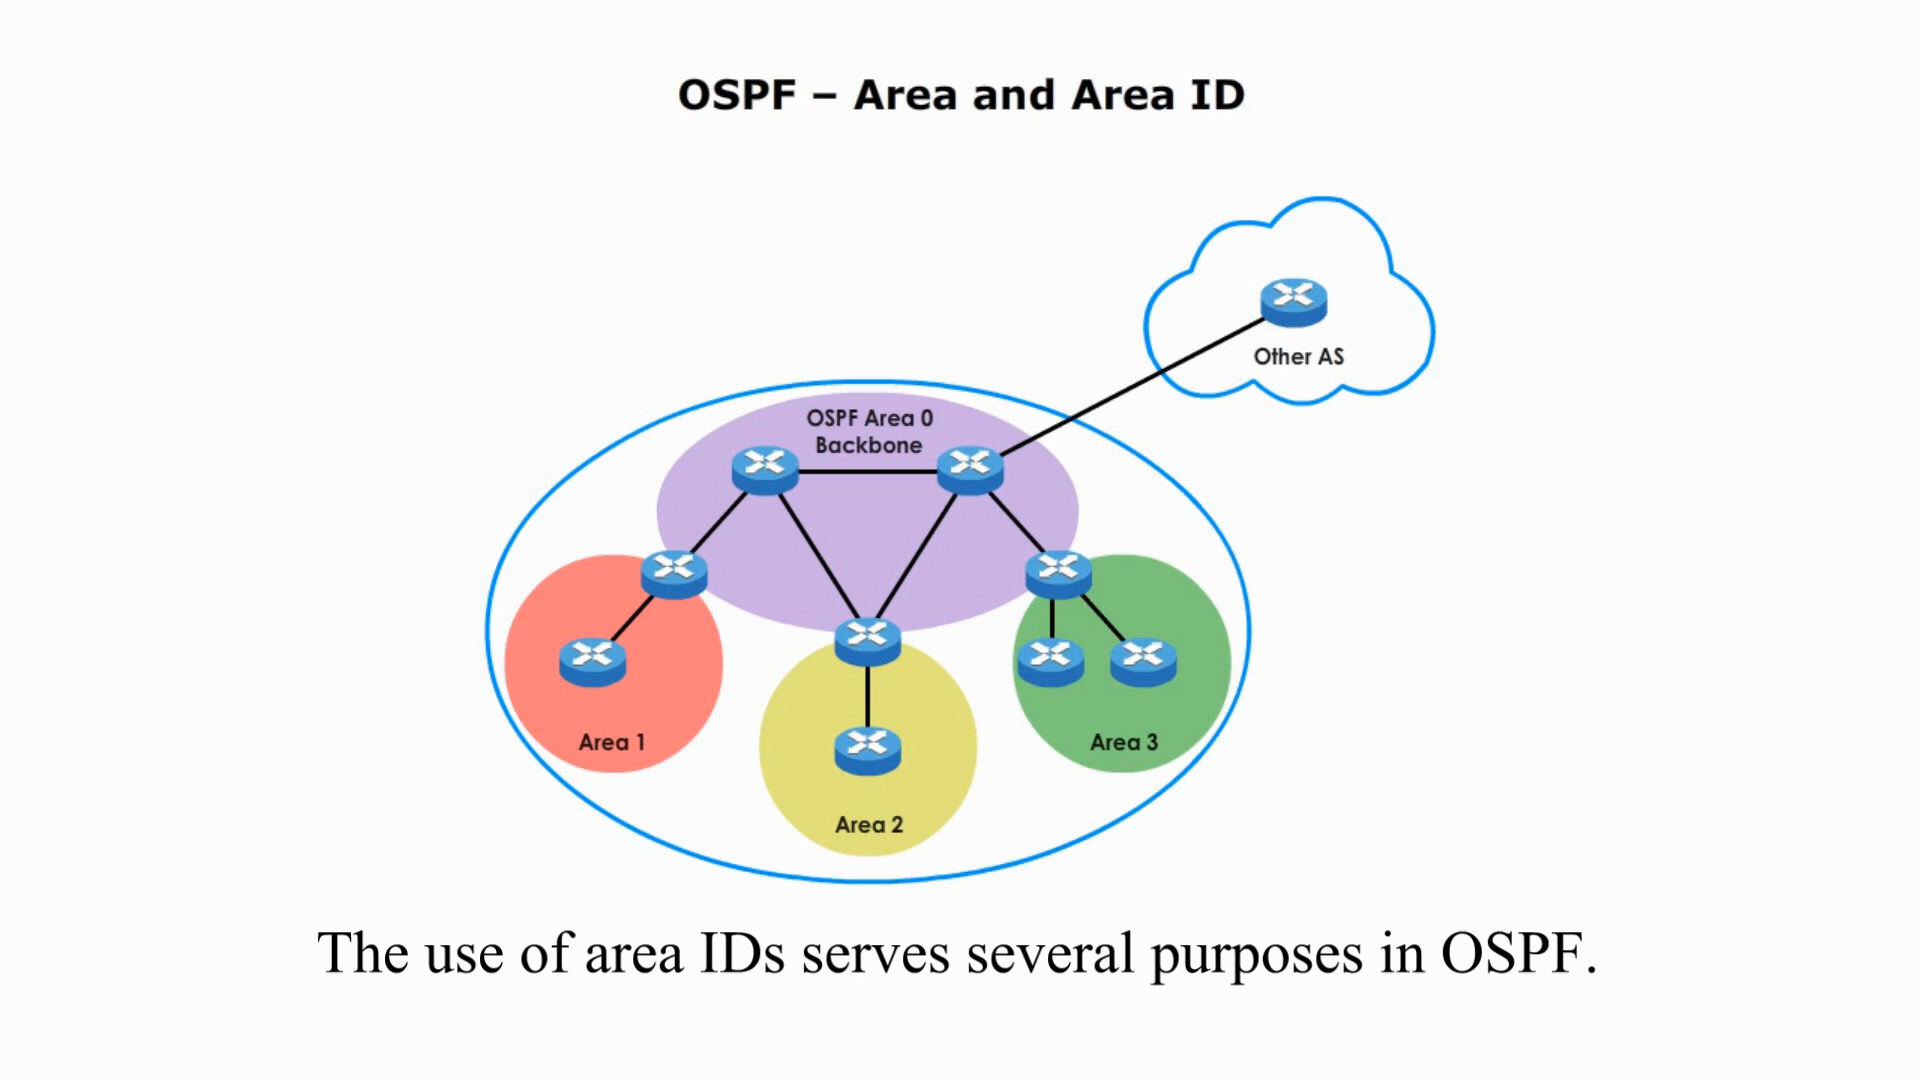 OSPF – Area and Area ID
Other AS
OSPF Area 0
Backbone
Area 1
Area 3
Area 2
The use of area IDs serves several purposes in OSPF.